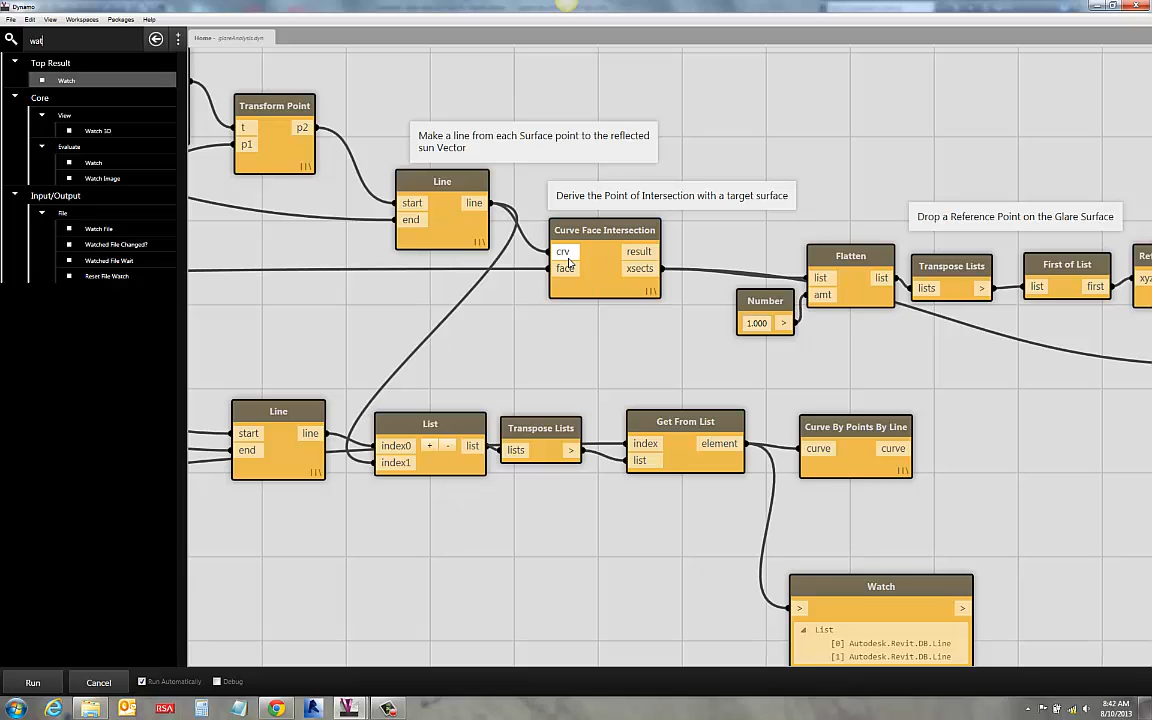 Dynamo
File Edit View Workspaces Packages Help
wat
Home - glareAnalysis.dyn
Top Result
Watch
Core
View
Watch 3D
Evaluate
Watch
Watch Image
Input/Output
File
Watch File
Watched File Changed?
Watched File Wait
Reset File Watch
Transform Point
t p2
p1
Make a line from each Surface point to the reflected
sun Vector
Line
start line
end
Derive the Point of Intersection with a target surface
Curve Face Intersection
crv result
face xsects
Drop a Reference Point on the Glare Surface
Flatten
list list
amt
Number
1.000 >
Transpose Lists
lists >
First of List
list first
Ref
xyz
Line
start line
end
List
index0 + - list
index1
Transpose Lists
lists >
Get From List
index element
list
Curve By Points By Line
curve curve
Watch
> >
List
[0] Autodesk.Revit.DB.Line
[1] Autodesk.Revit.DB.Line
Run Cancel Run Automatically Debug
RSA
8:42 AM
8/10/2013